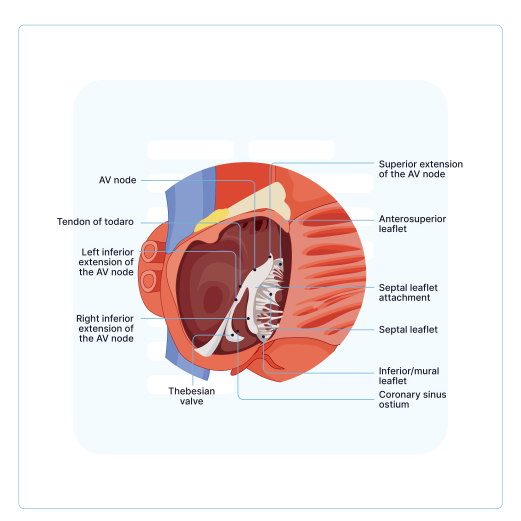 Superior extension
of the AV node
AV node
Anterosuperior
leaflet
Tendon of todaro
Left inferior
extension of
the AV node
Septal leaflet
attachment
Right inferior
extension of
the AV node
Septal leaflet
Inferior/mural
leaflet
Thebesian
valve
Coronary sinus
ostium